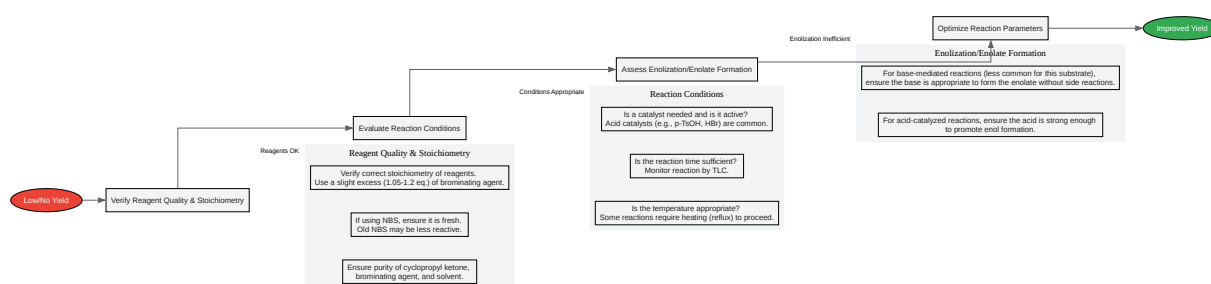 Low/No Yield
Verify Reagent Quality & Stoichiometry
Reagents OK
Evaluate Reaction Conditions
Reagent Quality & Stoichiometry
Verify correct stoichiometry of reagents.
Use a slight excess (1.05-1.2 eq.) of brominating agent.
If using NBS, ensure it is fresh.
Old NBS may be less reactive.
Ensure purity of cyclopropyl ketone,
brominating agent, and solvent.
Conditions Appropriate
Assess Enolization/Enolate Formation
Reaction Conditions
Is a catalyst needed and is it active?
Acid catalysts (e.g., p-TsOH, HBr) are common.
Is the reaction time sufficient?
Monitor reaction by TLC.
Is the temperature appropriate?
Some reactions require heating (reflux) to proceed.
Enolization Inefficient
Optimize Reaction Parameters
Enolization/Enolate Formation
For base-mediated reactions (less common for this substrate),
ensure the base is appropriate to form the enolate without side reactions.
For acid-catalyzed reactions, ensure the acid is strong enough
to promote enol formation.
Improved Yield